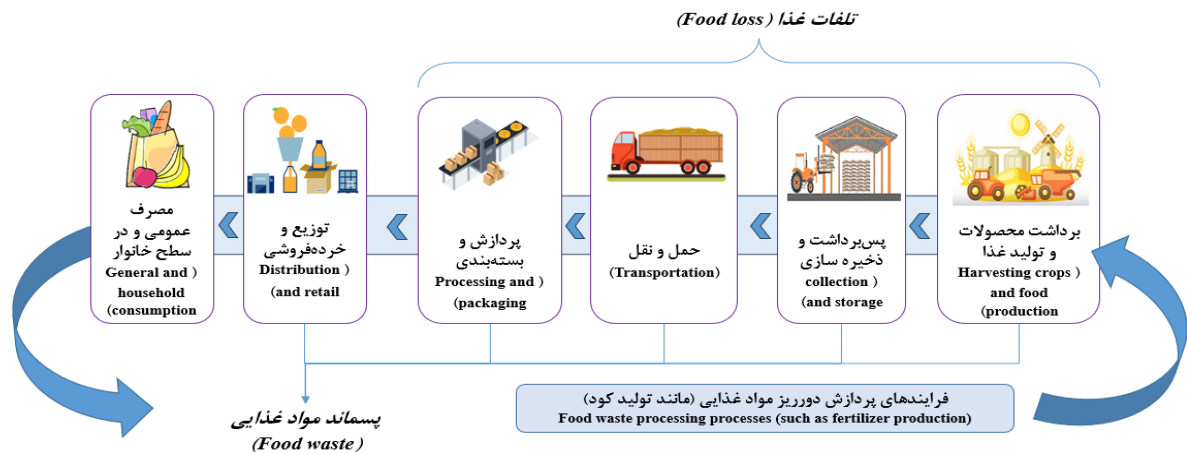 تلفات غذا (Food loss)
برداشت محصولات
و تولید غذا
(Harvesting crops
and food
production)
پس‌برداشت و
ذخیره سازی
(collection
and storage)
حمل و نقل
(Transportation)
پردازش و
بسته‌بندی
(Processing and
packaging)
توزیع و
خرده‌فروشی
(Distribution
and retail)
مصرف
عمومی و در
سطح خانوار
(General and
household
consumption)
پسماند مواد غذایی
(Food waste)
فرایندهای پردازش دورریز مواد غذایی (مانند تولید کود)
Food waste processing processes (such as fertilizer production)